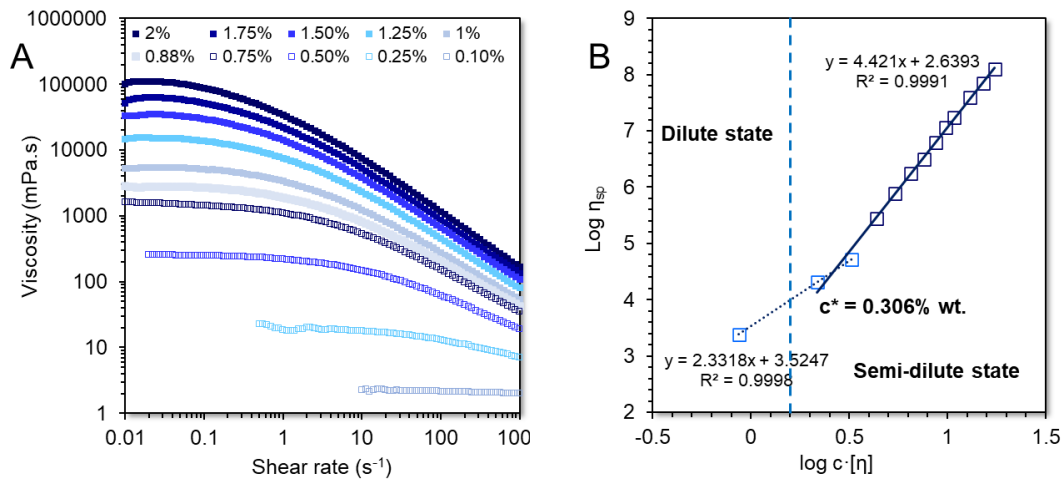 A
2% 1.75% 1.50% 1.25% 1%
0.88% 0.75% 0.50% 0.25% 0.10%
1000000
100000
10000
1000
100
10
1
0.01 0.1 1 10 100 100
Viscosity (mPa.s)
Shear rate (s⁻¹)
B
9
8
7
6
5
4
3
2
-0.5 0 0.5 1 1.5
Log ηsp
log c·[η]
y = 4.421x + 2.6393
R² = 0.9991
Dilute state
c* = 0.306% wt.
y = 2.3318x + 3.5247
R² = 0.9998
Semi-dilute state